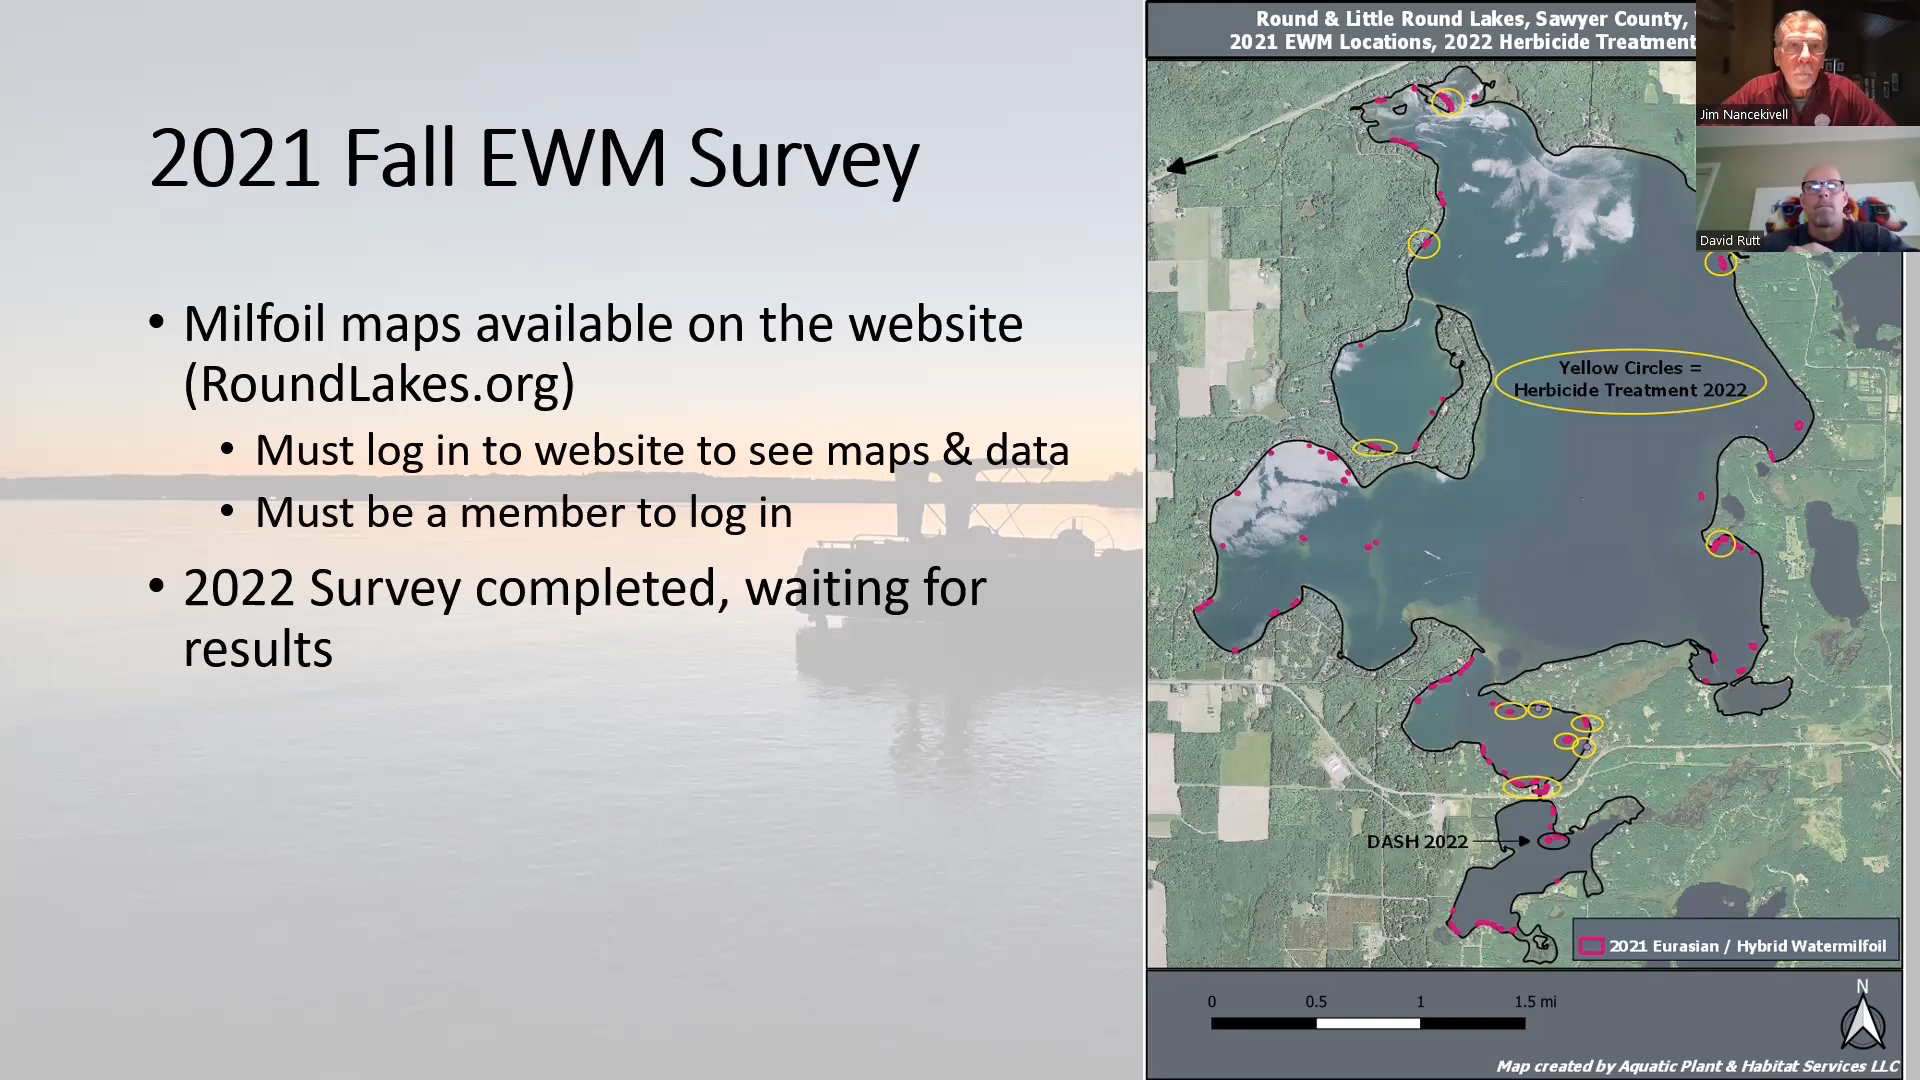 2021 Fall EWM Survey
• Milfoil maps available on the website
(RoundLakes.org)
• Must log in to website to see maps & data
• Must be a member to log in
• 2022 Survey completed, waiting for
results
Round & Little Round Lakes, Sawyer County,
2021 EWM Locations, 2022 Herbicide Treatment
Jim Nancekivell
David Rutt
Yellow Circles =
Herbicide Treatment 2022
DASH 2022
2021 Eurasian / Hybrid Watermilfoil
0 0.5 1 1.5 mi
N
Map created by Aquatic Plant & Habitat Services LLC